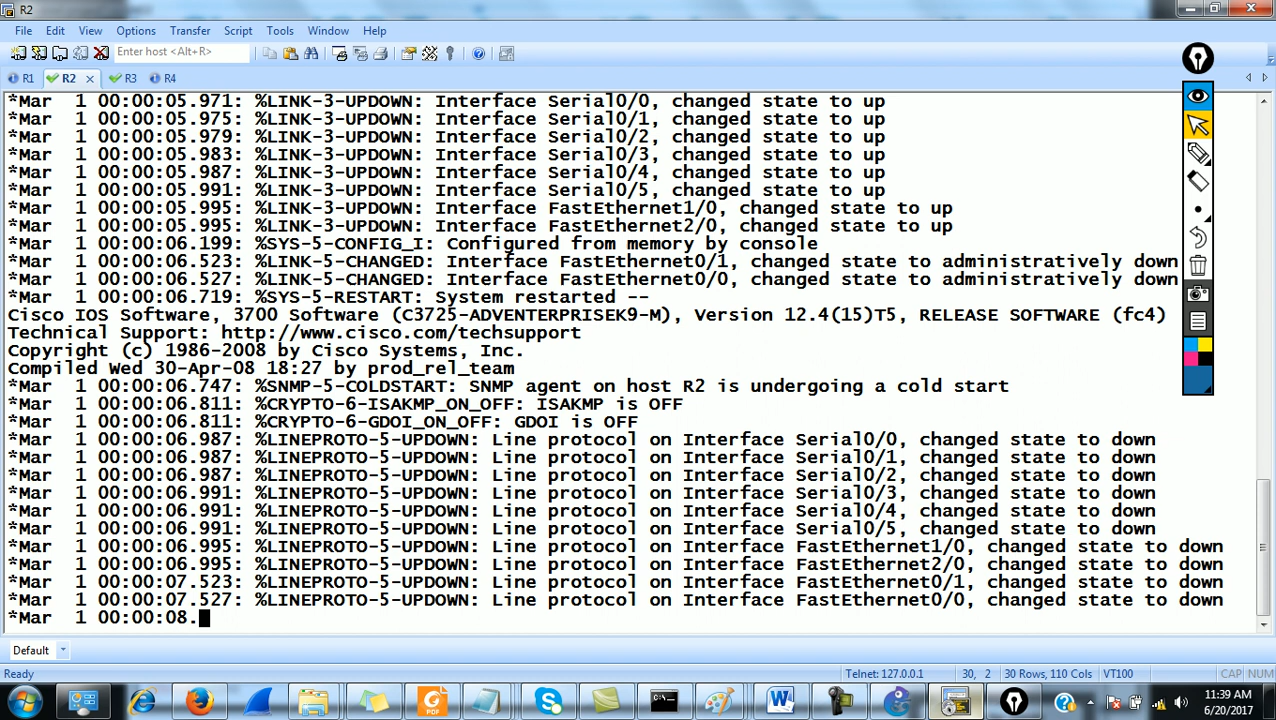 R2
File Edit View Options Transfer Script Tools Window Help
Enter host <Alt+R>
R1 R2 R3 R4
*Mar  1 00:00:05.971: %LINK-3-UPDOWN: Interface Serial0/0, changed state to up
*Mar  1 00:00:05.975: %LINK-3-UPDOWN: Interface Serial0/1, changed state to up
*Mar  1 00:00:05.979: %LINK-3-UPDOWN: Interface Serial0/2, changed state to up
*Mar  1 00:00:05.983: %LINK-3-UPDOWN: Interface Serial0/3, changed state to up
*Mar  1 00:00:05.987: %LINK-3-UPDOWN: Interface Serial0/4, changed state to up
*Mar  1 00:00:05.991: %LINK-3-UPDOWN: Interface Serial0/5, changed state to up
*Mar  1 00:00:05.995: %LINK-3-UPDOWN: Interface FastEthernet1/0, changed state to up
*Mar  1 00:00:05.995: %LINK-3-UPDOWN: Interface FastEthernet2/0, changed state to up
*Mar  1 00:00:06.199: %SYS-5-CONFIG_I: Configured from memory by console
*Mar  1 00:00:06.523: %LINK-5-CHANGED: Interface FastEthernet0/1, changed state to administratively down
*Mar  1 00:00:06.527: %LINK-5-CHANGED: Interface FastEthernet0/0, changed state to administratively down
*Mar  1 00:00:06.719: %SYS-5-RESTART: System restarted --
Cisco IOS Software, 3700 Software (C3725-ADVENTERPRISEK9-M), Version 12.4(15)T5, RELEASE SOFTWARE (fc4)
Technical Support: http://www.cisco.com/techsupport
Copyright (c) 1986-2008 by Cisco Systems, Inc.
Compiled Wed 30-Apr-08 18:27 by prod_rel_team
*Mar  1 00:00:06.747: %SNMP-5-COLDSTART: SNMP agent on host R2 is undergoing a cold start
*Mar  1 00:00:06.811: %CRYPTO-6-ISAKMP_ON_OFF: ISAKMP is OFF
*Mar  1 00:00:06.811: %CRYPTO-6-GDOI_ON_OFF: GDOI is OFF
*Mar  1 00:00:06.987: %LINEPROTO-5-UPDOWN: Line protocol on Interface Serial0/0, changed state to down
*Mar  1 00:00:06.987: %LINEPROTO-5-UPDOWN: Line protocol on Interface Serial0/1, changed state to down
*Mar  1 00:00:06.987: %LINEPROTO-5-UPDOWN: Line protocol on Interface Serial0/2, changed state to down
*Mar  1 00:00:06.991: %LINEPROTO-5-UPDOWN: Line protocol on Interface Serial0/3, changed state to down
*Mar  1 00:00:06.991: %LINEPROTO-5-UPDOWN: Line protocol on Interface Serial0/4, changed state to down
*Mar  1 00:00:06.991: %LINEPROTO-5-UPDOWN: Line protocol on Interface Serial0/5, changed state to down
*Mar  1 00:00:06.995: %LINEPROTO-5-UPDOWN: Line protocol on Interface FastEthernet1/0, changed state to down
*Mar  1 00:00:06.995: %LINEPROTO-5-UPDOWN: Line protocol on Interface FastEthernet2/0, changed state to down
*Mar  1 00:00:07.523: %LINEPROTO-5-UPDOWN: Line protocol on Interface FastEthernet0/1, changed state to down
*Mar  1 00:00:07.527: %LINEPROTO-5-UPDOWN: Line protocol on Interface FastEthernet0/0, changed state to down
*Mar  1 00:00:08.
Default
Ready Telnet: 127.0.0.1 30, 2 30 Rows, 110 Cols VT100 CAP NUM
PDF
11:39 AM
6/20/2017